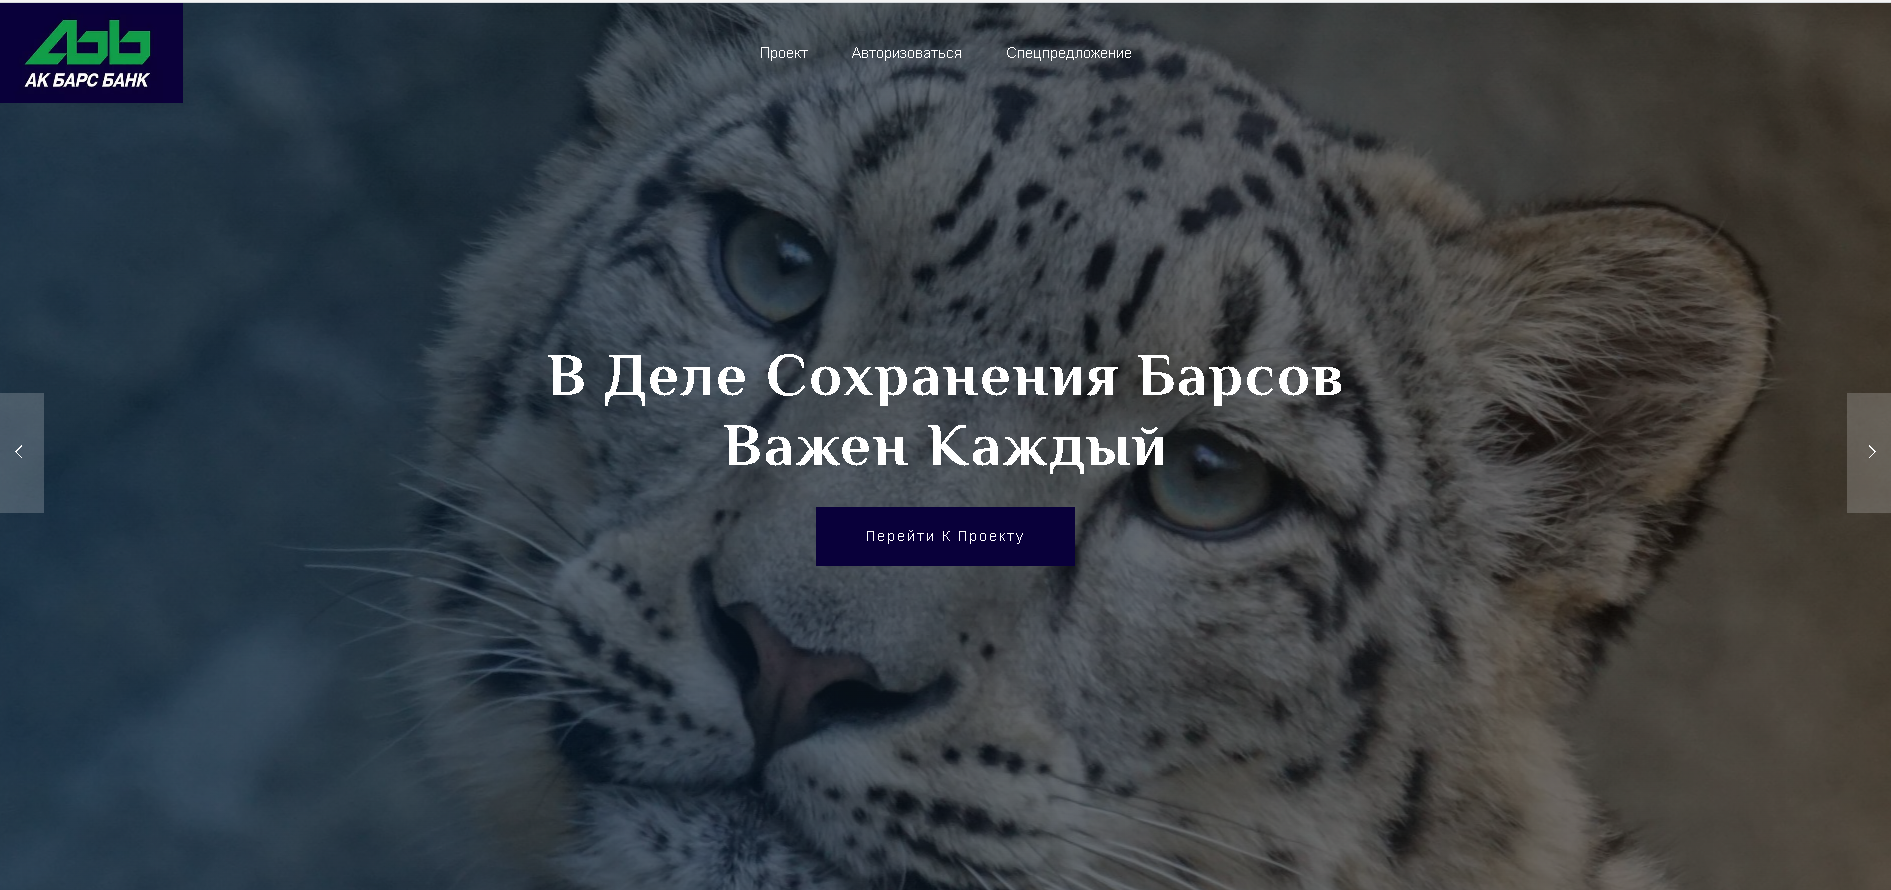 АК БАРС БАНК
Проект Авторизоваться Спецпредложение
В Деле Сохранения Барсов
Важен Каждый
Перейти К Проекту